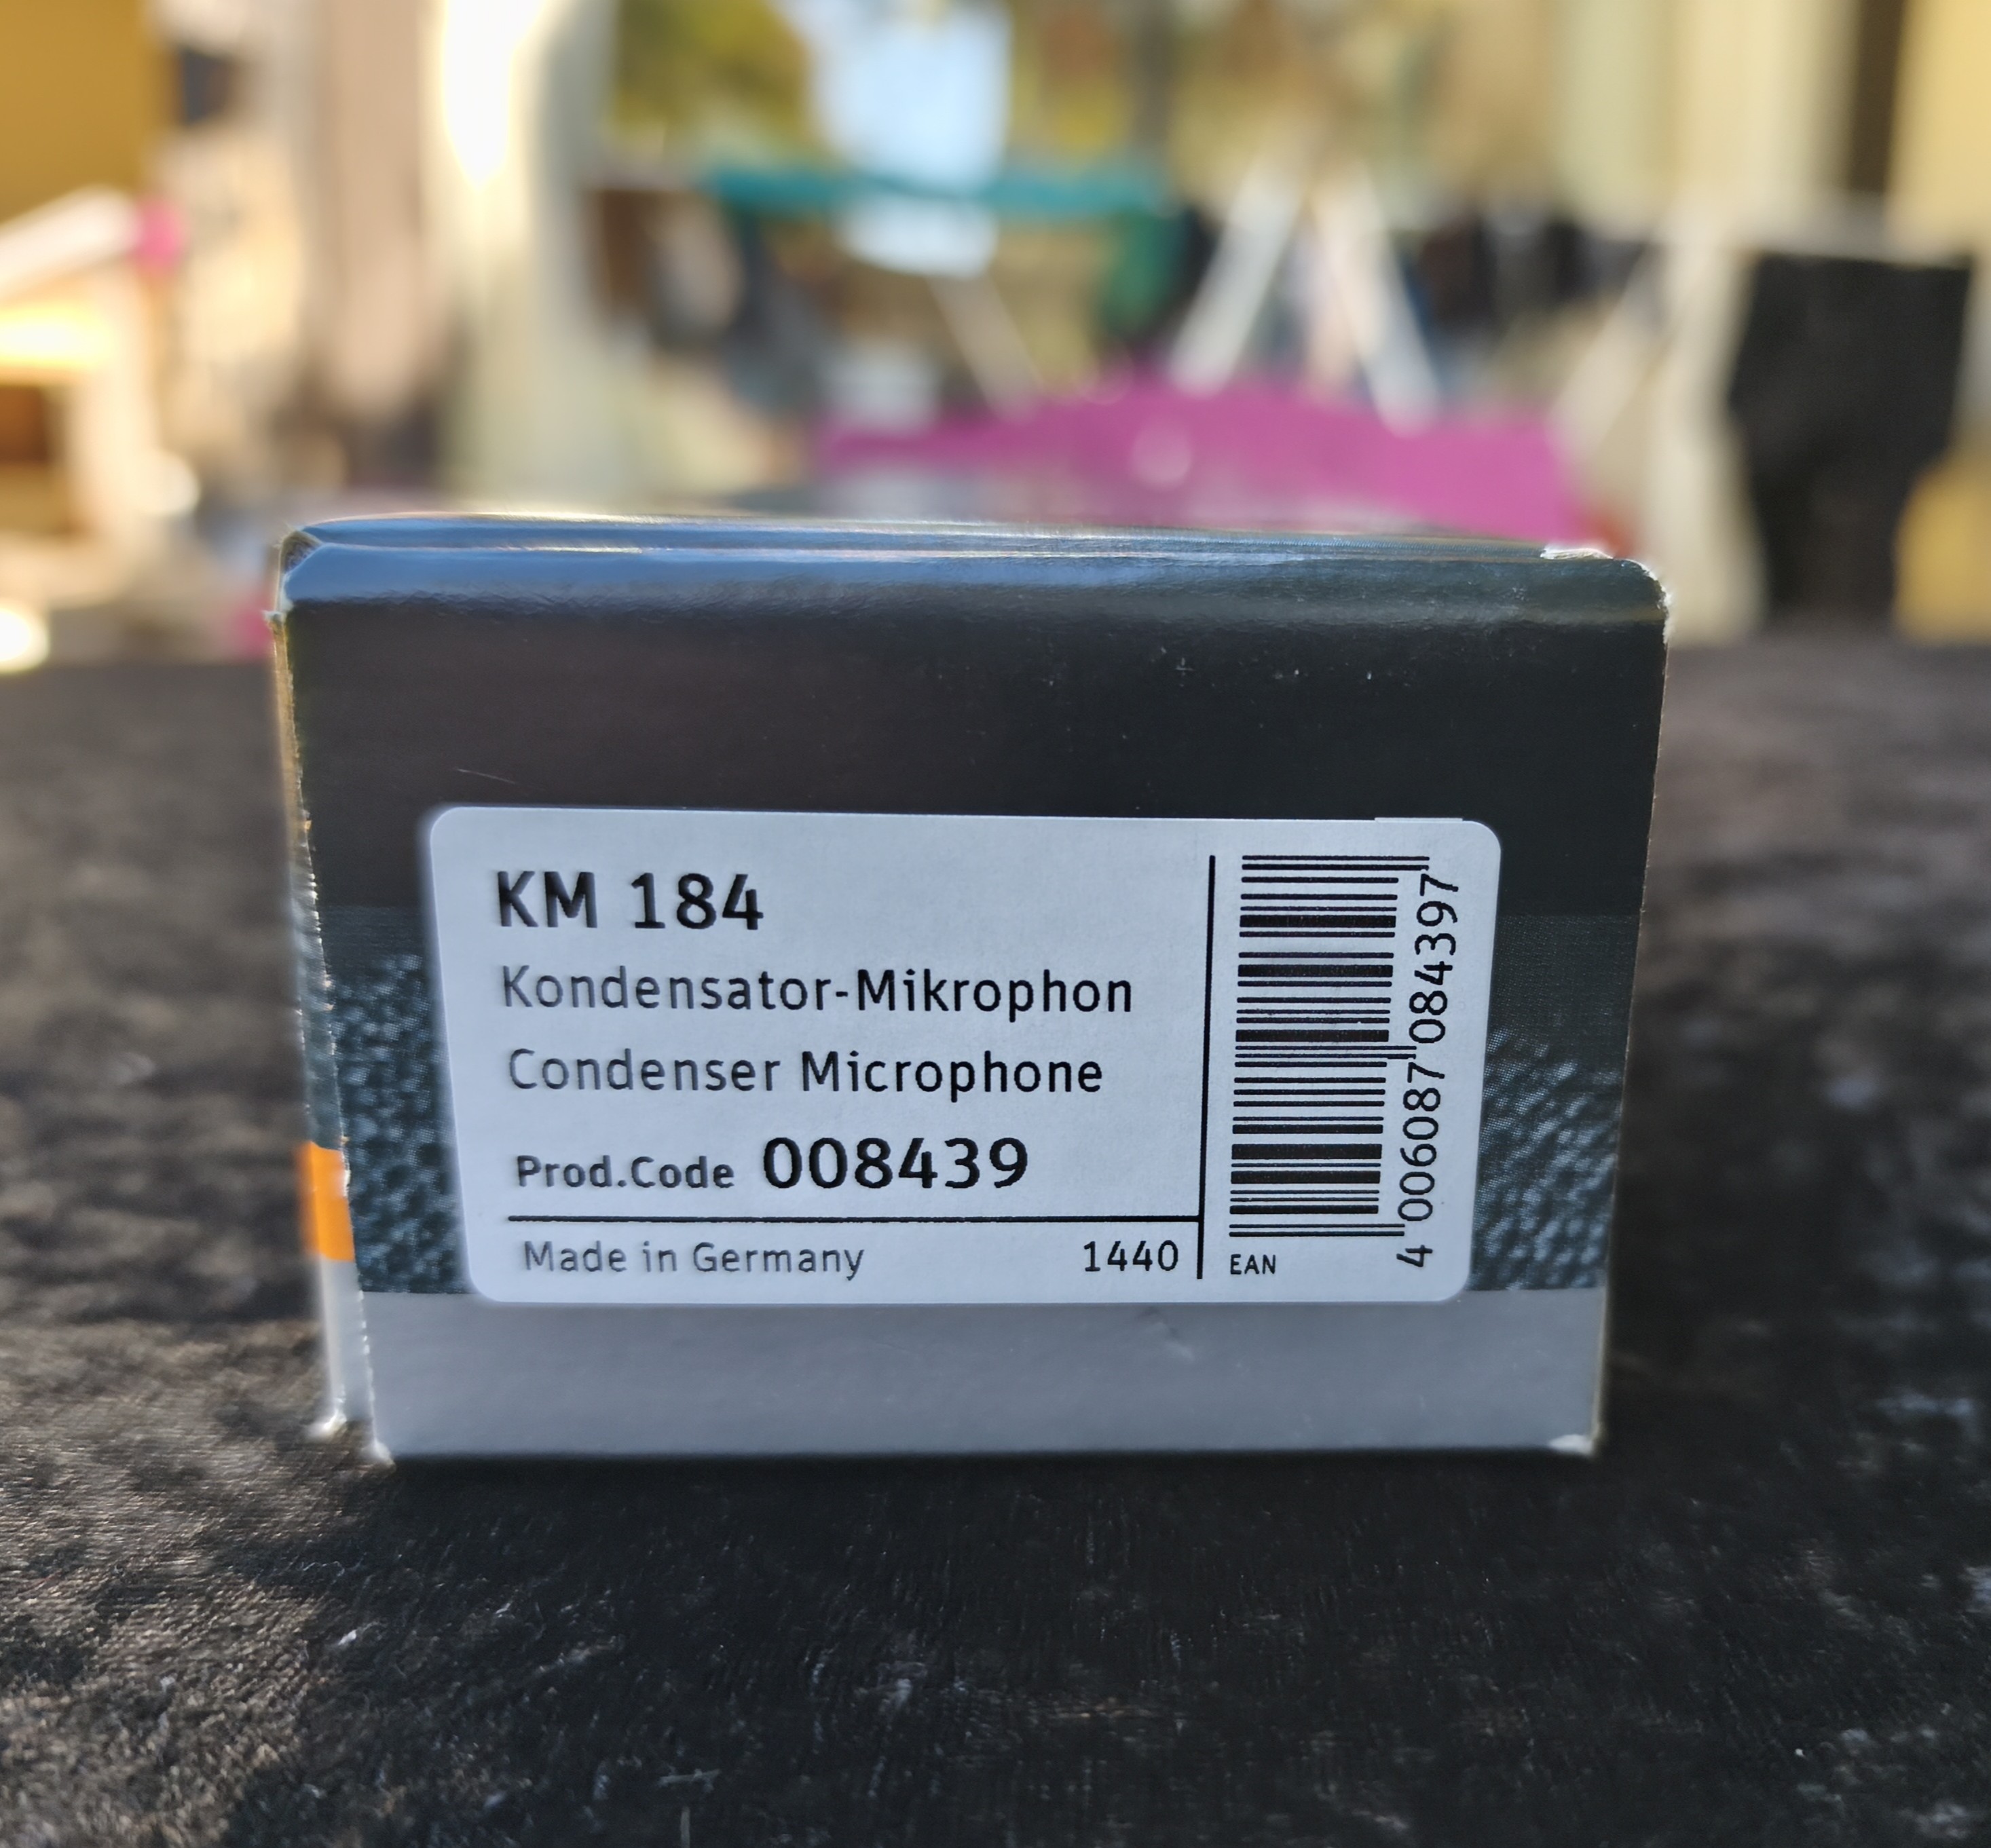 KM 184
Kondensator-Mikrophon
Condenser Microphone
Prod.Code 008439
Made in Germany 1440
EAN
4 006087 084397